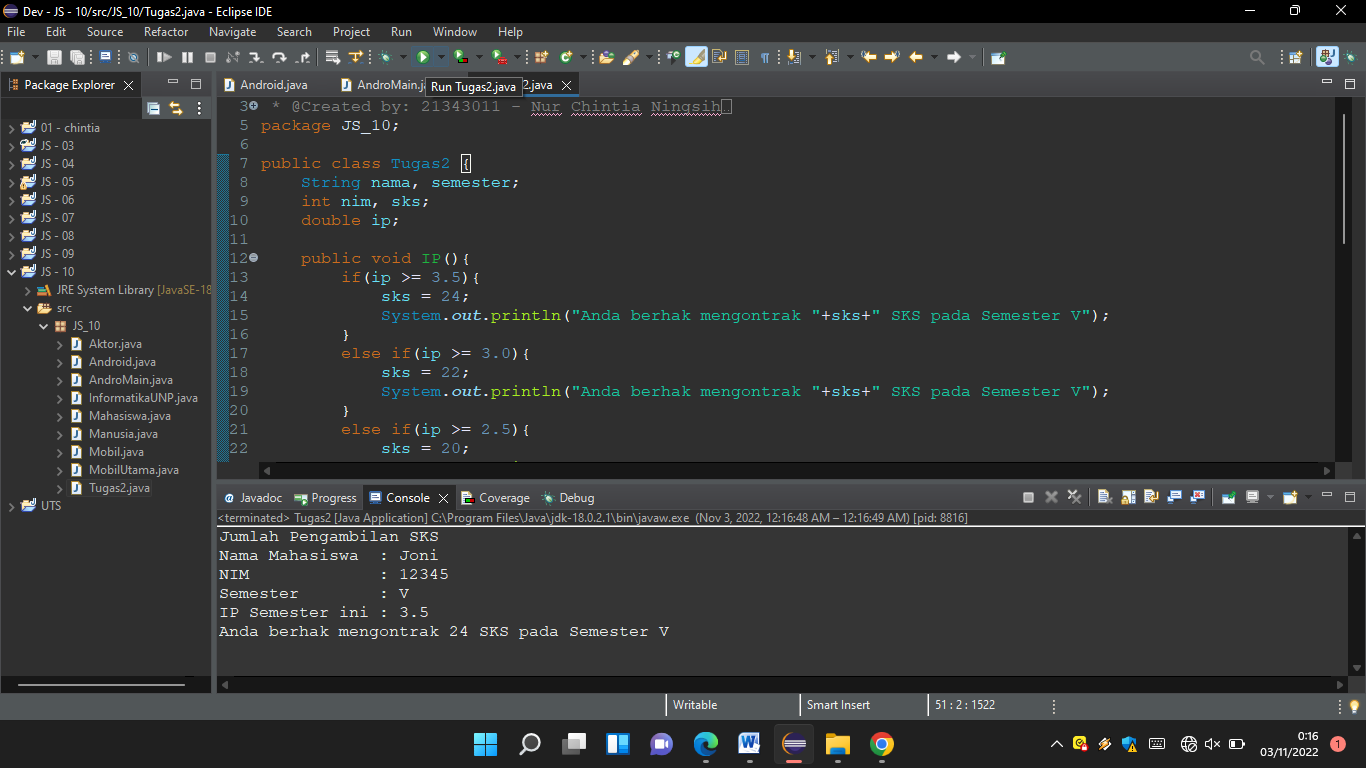 Dev - JS - 10/src/JS_10/Tugas2.java - Eclipse IDE
File Edit Source Refactor Navigate Search Project Run Window Help
Package Explorer
Android.java
AndroMain.j
2.java
Run Tugas2.java
01 - chintia
JS - 03
JS - 04
JS - 05
JS - 06
JS - 07
JS - 08
JS - 09
JS - 10
JRE System Library [JavaSE-18
src
JS_10
Aktor.java
Android.java
AndroMain.java
InformatikaUNP.java
Mahasiswa.java
Manusia.java
Mobil.java
MobilUtama.java
Tugas2.java
UTS
3 * @Created by: 21343011 - Nur Chintia Ningsih
5 package JS_10;
6
7 public class Tugas2 {
8 String nama, semester;
9 int nim, sks;
10 double ip;
11
12 public void IP(){
13 if(ip >= 3.5){
14 sks = 24;
15 System.out.println("Anda berhak mengontrak "+sks+" SKS pada Semester V");
16 }
17 else if(ip >= 3.0){
18 sks = 22;
19 System.out.println("Anda berhak mengontrak "+sks+" SKS pada Semester V");
20 }
21 else if(ip >= 2.5){
22 sks = 20;
Javadoc Progress Console Coverage Debug
<terminated> Tugas2 [Java Application] C:\Program Files\Java\jdk-18.0.2.1\bin\javaw.exe (Nov 3, 2022, 12:16:48 AM – 12:16:49 AM) [pid: 8816]
Jumlah Pengambilan SKS
Nama Mahasiswa : Joni
NIM : 12345
Semester : V
IP Semester ini : 3.5
Anda berhak mengontrak 24 SKS pada Semester V
Writable Smart Insert 51 : 2 : 1522
0:16
03/11/2022
1